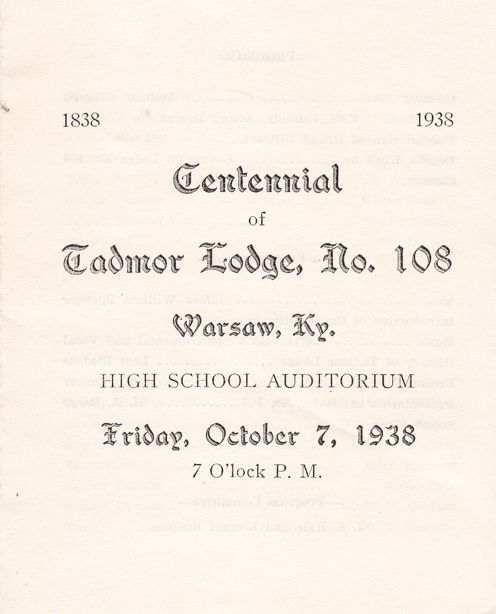 1838 1938
Centennial
of
Tadmor Lodge, No. 108
Warsaw, Ky.
HIGH SCHOOL AUDITORIUM
Friday, October 7, 1938
7 O'lock P. M.